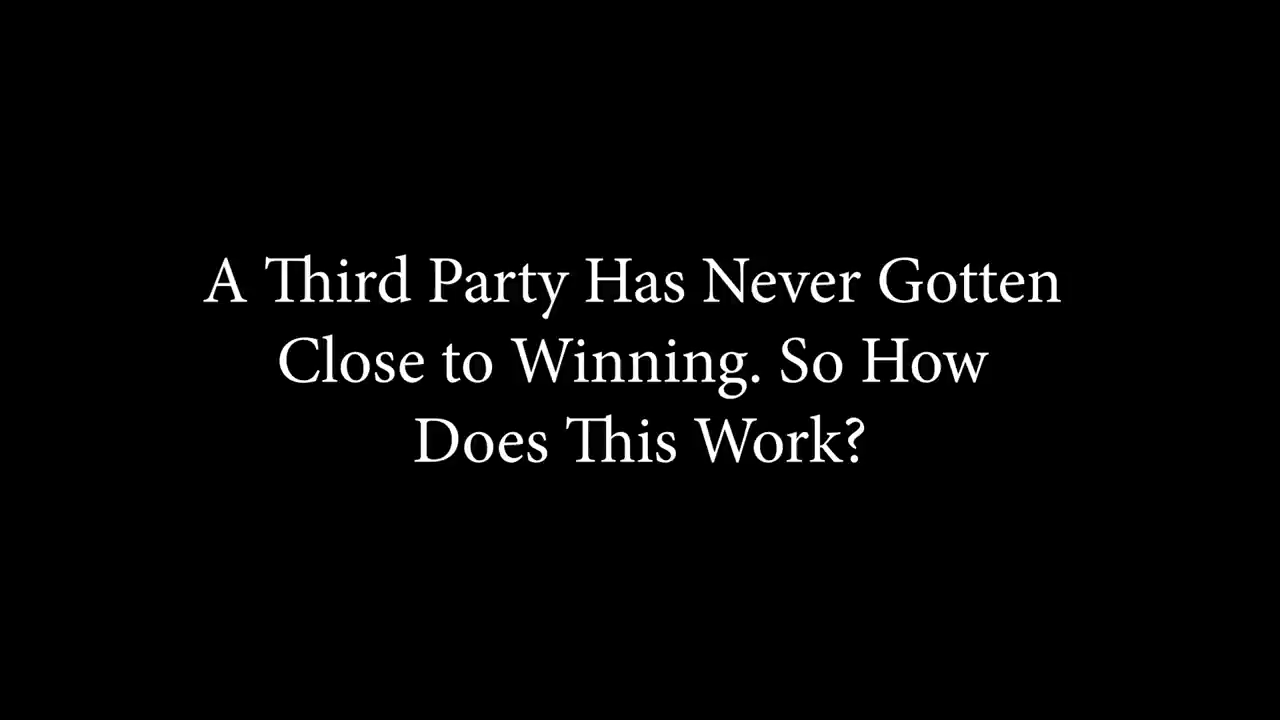 A Third Party Has Never Gotten
Close to Winning. So How
Does This Work?